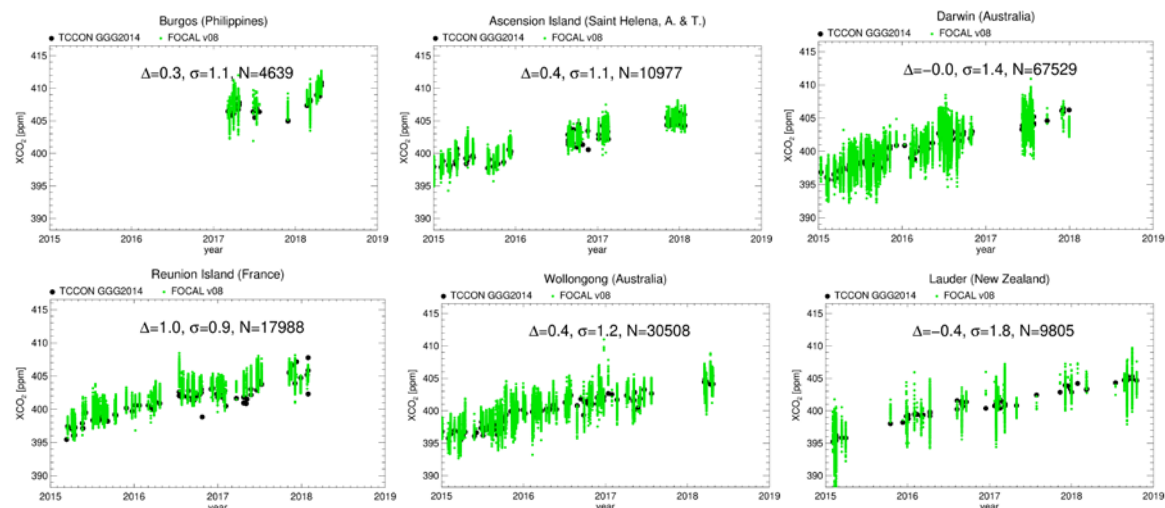 Burgos (Philippines)
TCCON GGG2014 FOCAL v08
Δ=0.3, σ=1.1, N=4639
XCO₂ [ppm]
415
410
405
400
395
390
2015 2016 2017 2018 2019
year
Ascension Island (Saint Helena, A. & T.)
TCCON GGG2014 FOCAL v08
Δ=0.4, σ=1.1, N=10977
XCO₂ [ppm]
415
410
405
400
395
390
2015 2016 2017 2018 2019
year
Darwin (Australia)
TCCON GGG2014 FOCAL v08
Δ=−0.0, σ=1.4, N=67529
XCO₂ [ppm]
415
410
405
400
395
390
2015 2016 2017 2018 2019
year
Reunion Island (France)
TCCON GGG2014 FOCAL v08
Δ=1.0, σ=0.9, N=17988
XCO₂ [ppm]
415
410
405
400
395
390
2015 2016 2017 2018 2019
year
Wollongong (Australia)
TCCON GGG2014 FOCAL v08
Δ=0.4, σ=1.2, N=30508
XCO₂ [ppm]
415
410
405
400
395
390
2015 2016 2017 2018 2019
year
Lauder (New Zealand)
TCCON GGG2014 FOCAL v08
Δ=−0.4, σ=1.8, N=9805
XCO₂ [ppm]
415
410
405
400
395
390
2015 2016 2017 2018 2019
year